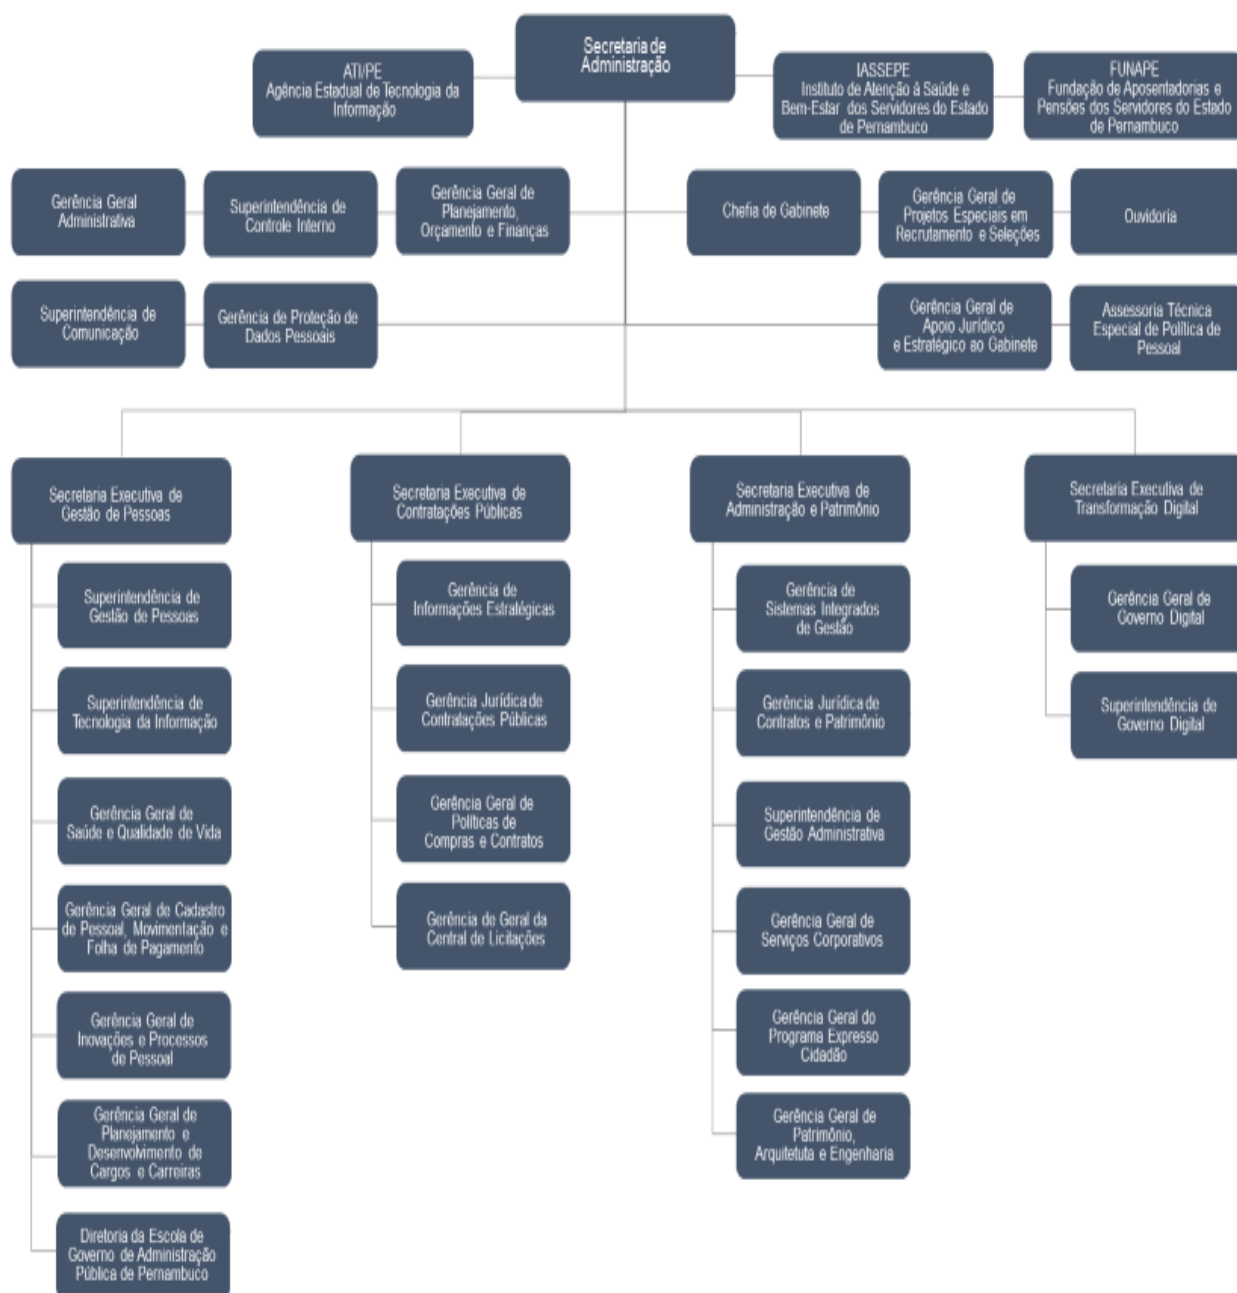 Secretaria de
Administração
ATI/PE
Agência Estadual de Tecnologia da
Informação
IASSEPE
Instituto de Atenção à Saúde e
Bem-Estar dos Servidores do Estado
de Pernambuco
FUNAPE
Fundação de Aposentadorias e
Pensões dos Servidores do Estado
de Pernambuco
Gerência Geral
Administrativa
Superintendência de
Controle Interno
Gerência Geral de
Planejamento,
Orçamento e Finanças
Chefia de Gabinete
Gerência Geral de
Projetos Especiais em
Recrutamento e Seleções
Ouvidoria
Superintendência de
Comunicação
Gerência de Proteção de
Dados Pessoais
Gerência Geral de
Apoio Jurídico
e Estratégico ao Gabinete
Assessoria Técnica
Especial de Política de
Pessoal
Secretaria Executiva de
Gestão de Pessoas
Superintendência de
Gestão de Pessoas
Superintendência de
Tecnologia da Informação
Gerência Geral de
Saúde e Qualidade de Vida
Gerência Geral de Cadastro
de Pessoal, Movimentação e
Folha de Pagamento
Gerência Geral de
Inovações e Processos
de Pessoal
Gerência Geral de
Planejamento e
Desenvolvimento de
Cargos e Carreiras
Diretoria da Escola de
Governo de Administração
Pública de Pernambuco
Secretaria Executiva de
Contratações Públicas
Gerência de
Informações Estratégicas
Gerência Jurídica de
Contratações Públicas
Gerência Geral de
Políticas de
Compras e Contratos
Gerência de Geral da
Central de Licitações
Secretaria Executiva de
Administração e Patrimônio
Gerência de
Sistemas Integrados
de Gestão
Gerência Jurídica de
Contratos e Patrimônio
Superintendência de
Gestão Administrativa
Gerência Geral de
Serviços Corporativos
Gerência Geral do
Programa Expresso
Cidadão
Gerência Geral de
Patrimônio,
Arquitetuta e Engenharia
Secretaria Executiva de
Transformação Digital
Gerência Geral de
Governo Digital
Superintendência de
Governo Digital